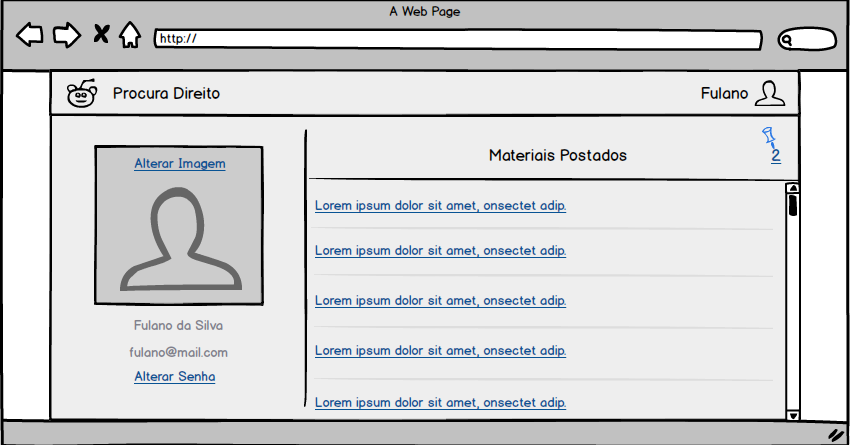 A Web Page
http://
Procura Direito
Fulano
Alterar Imagem
Fulano da Silva
fulano@mail.com
Alterar Senha
Materiais Postados
2
Lorem ipsum dolor sit amet, onsectet adip.
Lorem ipsum dolor sit amet, onsectet adip.
Lorem ipsum dolor sit amet, onsectet adip.
Lorem ipsum dolor sit amet, onsectet adip.
Lorem ipsum dolor sit amet, onsectet adip.